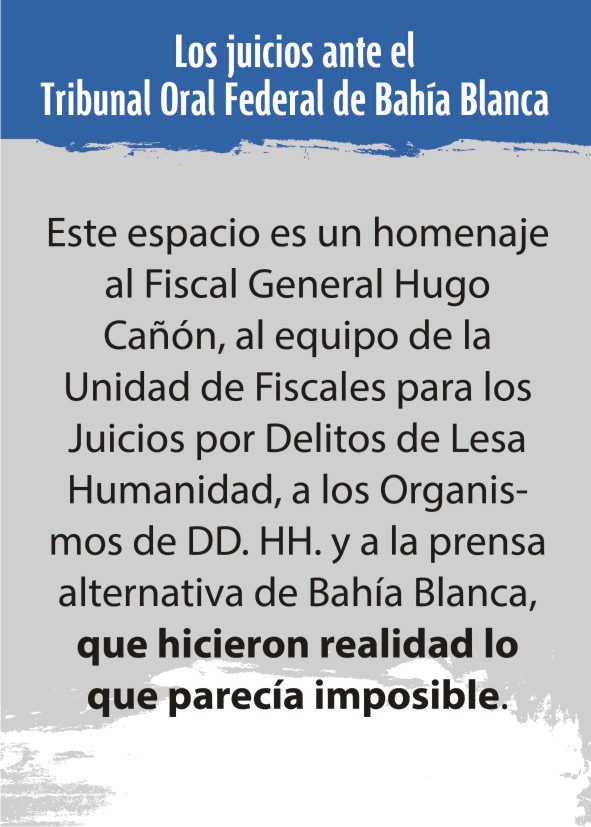 Los juicios ante el
Tribunal Oral Federal de Bahía Blanca
Este espacio es un homenaje
al Fiscal General Hugo
Cañón, al equipo de la
Unidad de Fiscales para los
Juicios por Delitos de Lesa
Humanidad, a los Organis-
mos de DD. HH. y a la prensa
alternativa de Bahía Blanca,
que hicieron realidad lo
que parecía imposible.